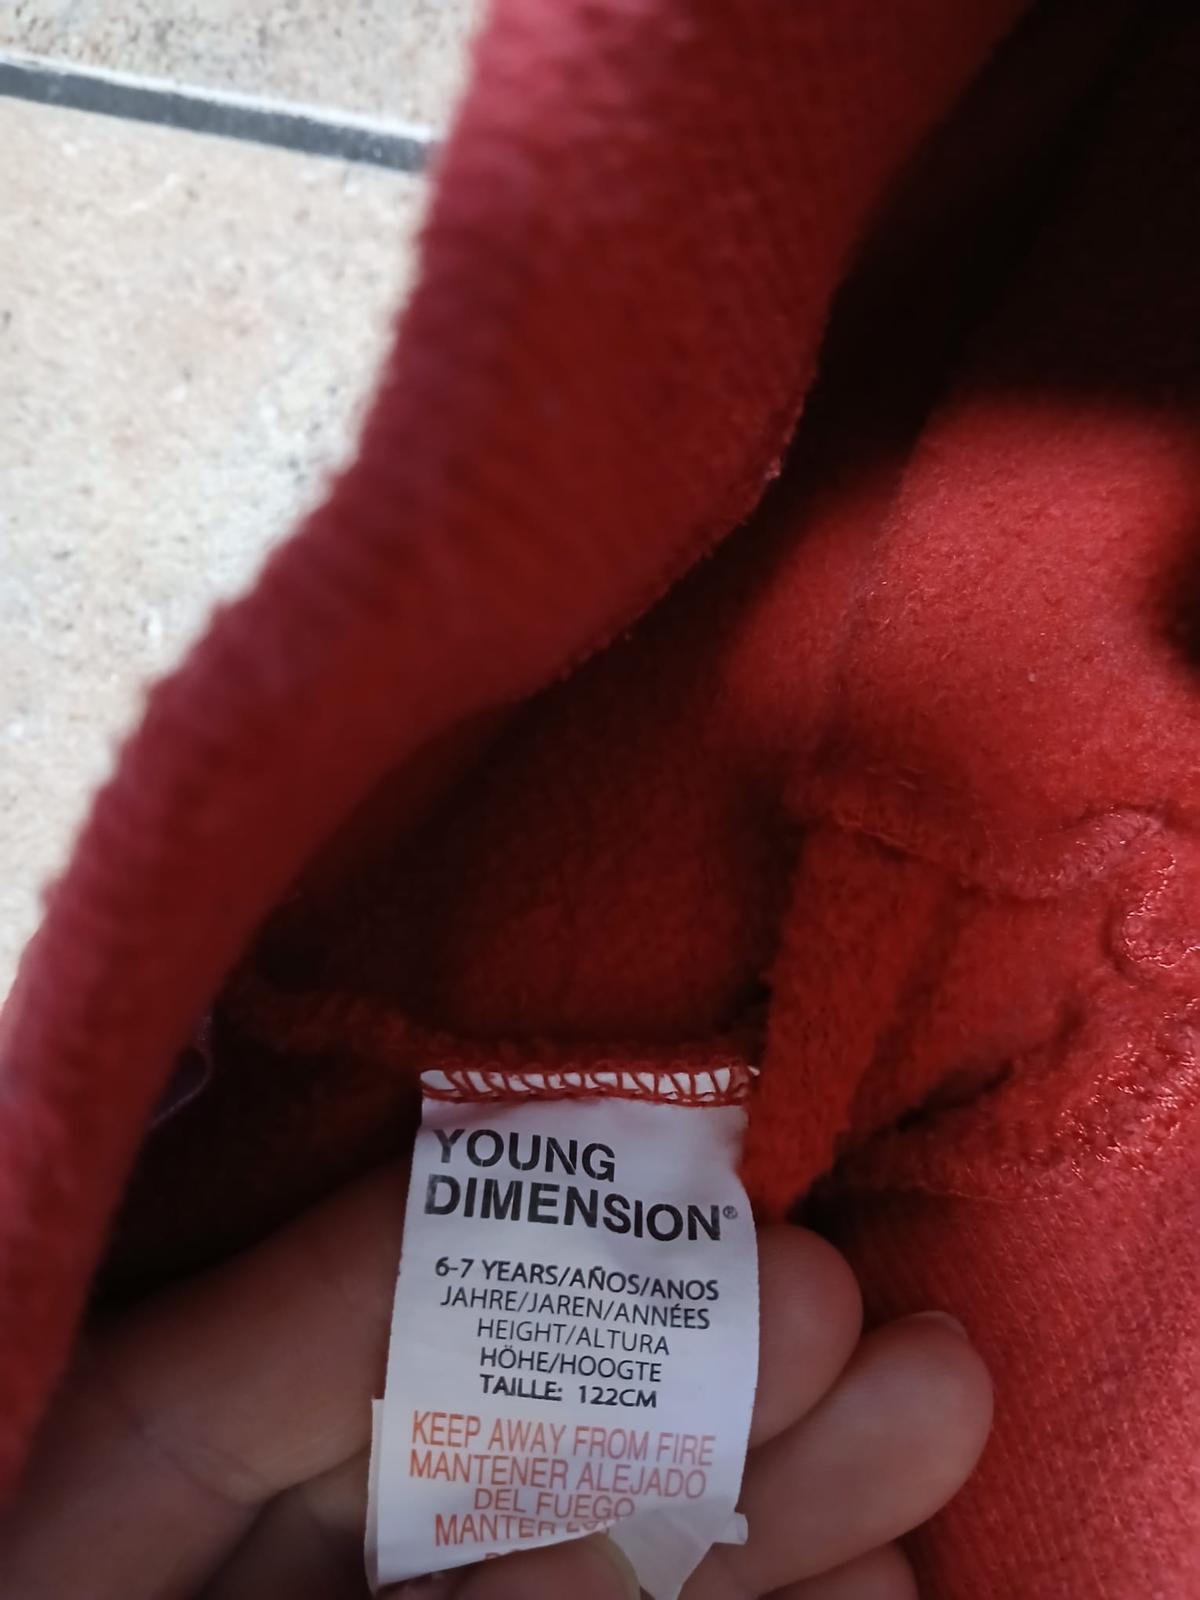 YOUNG
DIMENSION®
6-7 YEARS/AÑOS/ANOS
JAHRE/JAREN/ANNÉES
HEIGHT/ALTURA
HÖHE/HOOGTE
TAILLE: 122CM
KEEP AWAY FROM FIRE
MANTENER ALEJADO
DEL FUEGO
MANTER